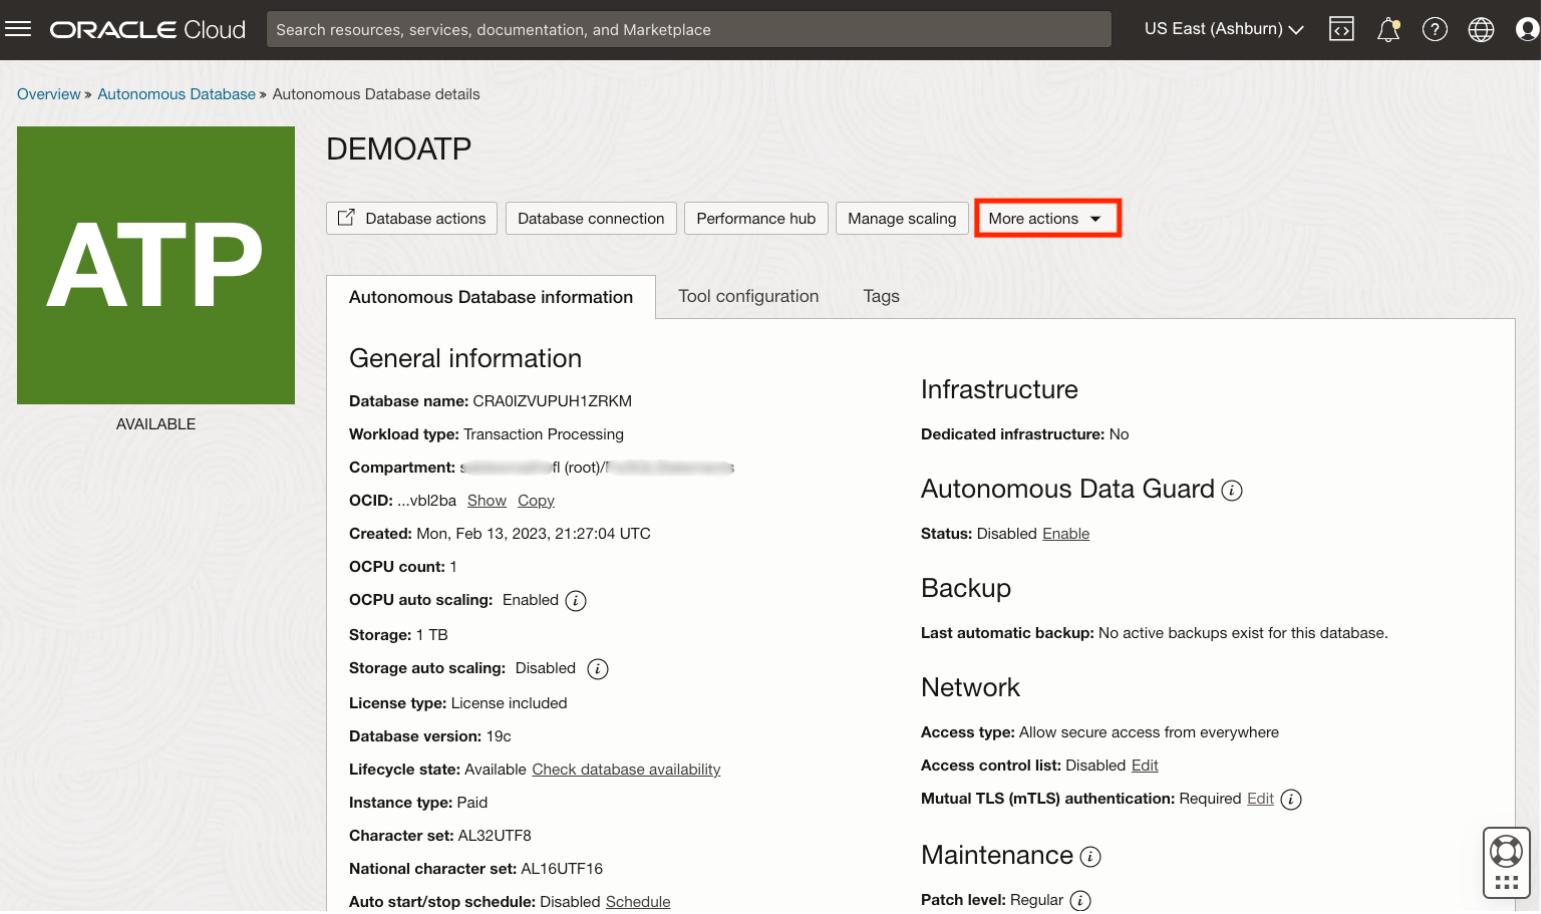 ORACLE Cloud
Search resources, services, documentation, and Marketplace
US East (Ashburn)
Overview » Autonomous Database » Autonomous Database details
ATP
AVAILABLE
DEMOATP
Database actions
Database connection
Performance hub
Manage scaling
More actions
Autonomous Database information
Tool configuration
Tags
General information
Database name: CRA0IZVUPUH1ZRKM
Workload type: Transaction Processing
Compartment: fl (root)/
OCID: ...vbl2ba Show Copy
Created: Mon, Feb 13, 2023, 21:27:04 UTC
OCPU count: 1
OCPU auto scaling: Enabled
Storage: 1 TB
Storage auto scaling: Disabled
License type: License included
Database version: 19c
Lifecycle state: Available Check database availability
Instance type: Paid
Character set: AL32UTF8
National character set: AL16UTF16
Auto start/stop schedule: Disabled Schedule
Infrastructure
Dedicated infrastructure: No
Autonomous Data Guard
Status: Disabled Enable
Backup
Last automatic backup: No active backups exist for this database.
Network
Access type: Allow secure access from everywhere
Access control list: Disabled Edit
Mutual TLS (mTLS) authentication: Required Edit
Maintenance
Patch level: Regular